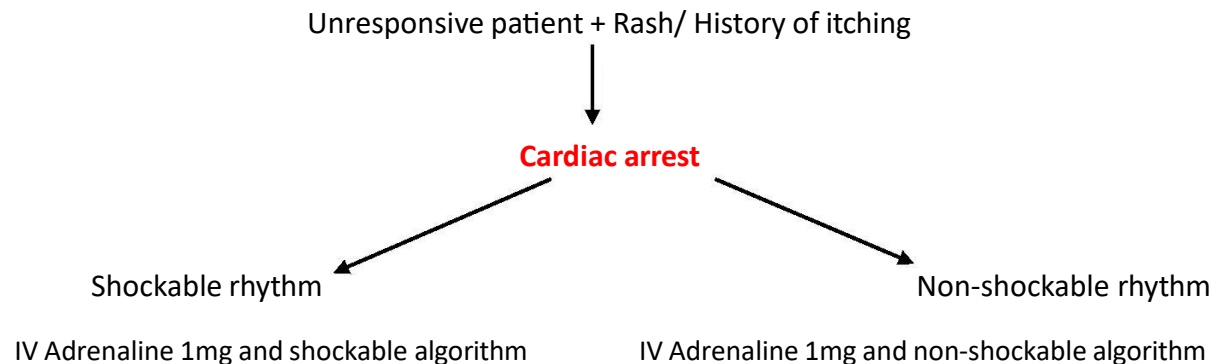 Unresponsive patient + Rash/ History of itching
Cardiac arrest
Shockable rhythm
Non-shockable rhythm
IV Adrenaline 1mg and shockable algorithm
IV Adrenaline 1mg and non-shockable algorithm